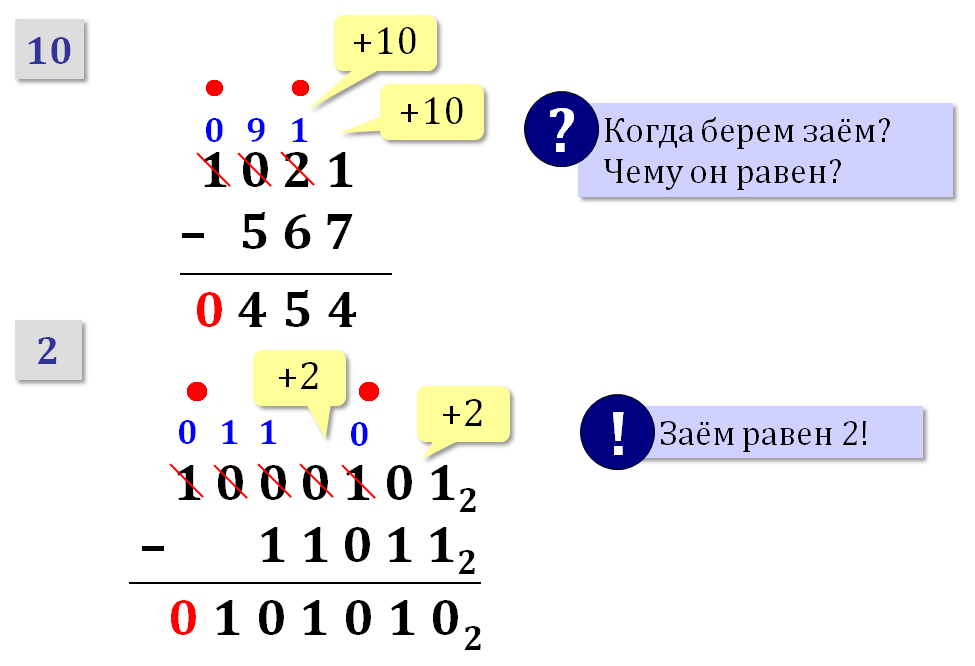 10
+10
+10
0 9 1
1 0 2 1
– 5 6 7
0 4 5 4
? Когда берем заём?
Чему он равен?
2
+2
+2
0 1 1 0
1 0 0 0 1 0 1₂
– 1 1 0 1 1₂
0 1 0 1 0 1 0₂
! Заём равен 2!